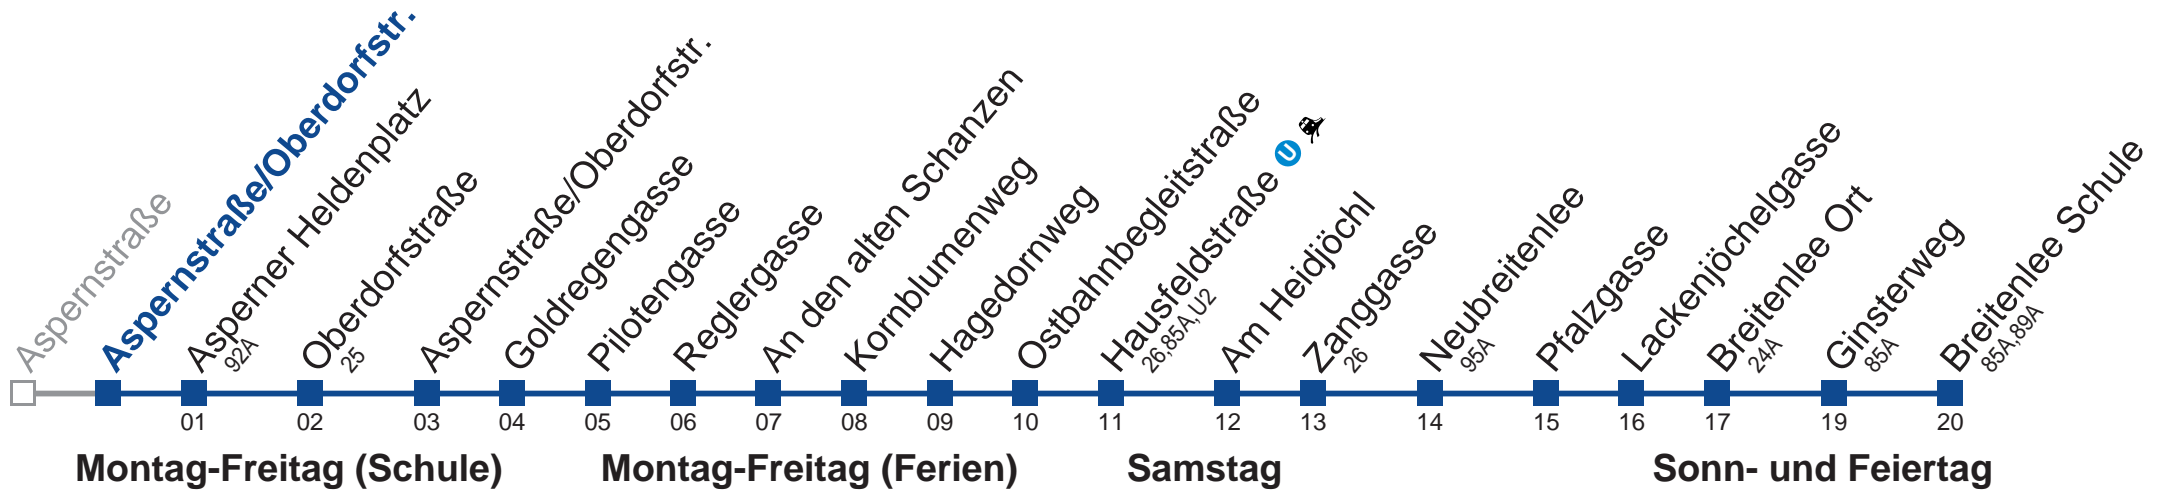 Aspernstraße
Aspernstraße/Oberdorfstr.
Asperner Heldenplatz
92A
Oberdorfstraße
25
Aspernstraße/Oberdorfstr.
Goldregengasse
Pilotengasse
Reglergasse
An den alten Schanzen
Kornblumenweg
Hagedornweg
Ostbahnbegleitstraße
Hausfeldstraße U
26,85A,U2
Am Heidjöchl
Zanggasse
26
Neubreitenlee
95A
Pfalzgasse
Lackenjöchelgasse
Breitenlee Ort
24A
Ginsterweg
85A
Breitenlee Schule
85A,89A
01 02 03 04 05 06 07 08 09 10 11 12 13 14 15 16 17 19 20
Montag-Freitag (Schule) Montag-Freitag (Ferien) Samstag Sonn- und Feiertag